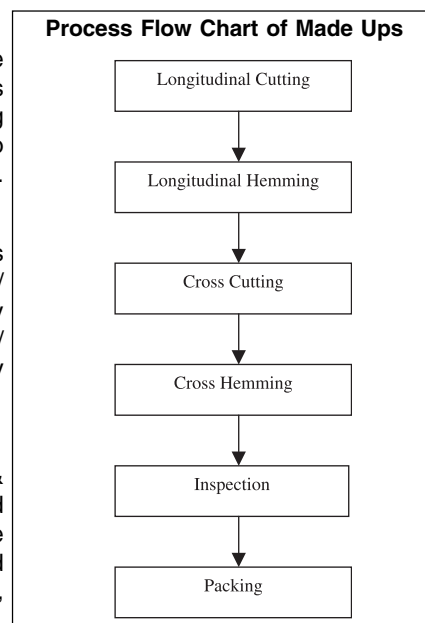 Process Flow Chart of Made Ups
Longitudinal Cutting
Longitudinal Hemming
Cross Cutting
Cross Hemming
Inspection
Packing